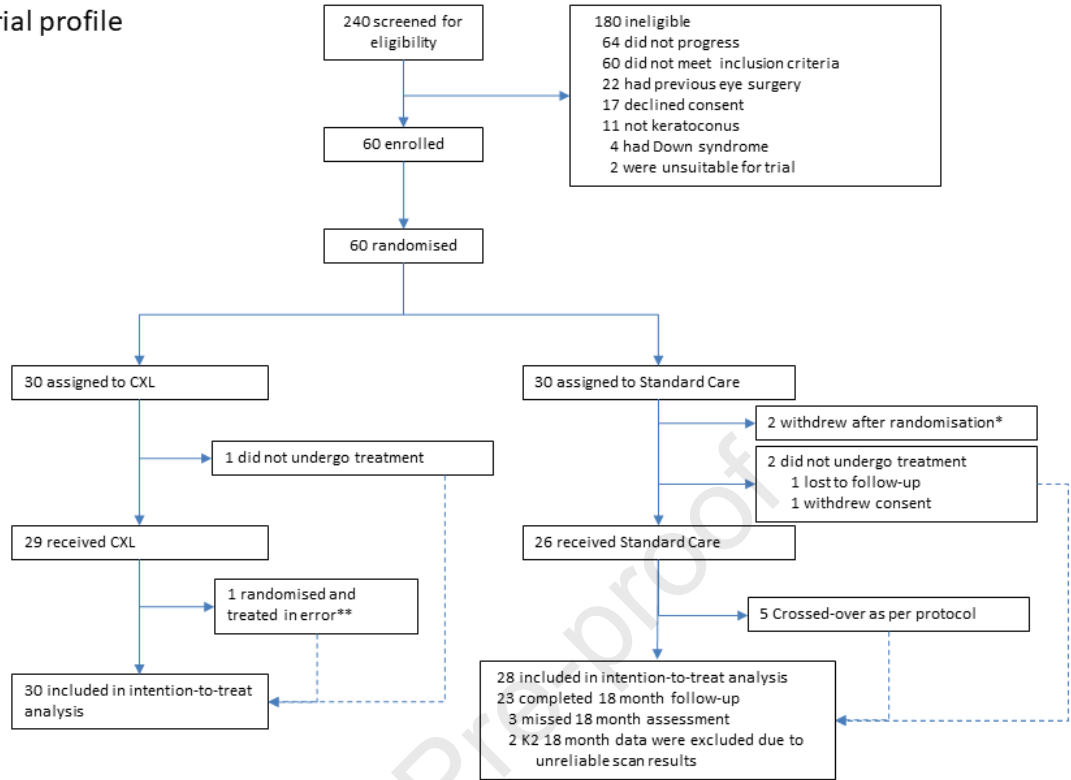 rial profile
240 screened for
eligibility
180 ineligible
64 did not progress
60 did not meet inclusion criteria
22 had previous eye surgery
17 declined consent
11 not keratoconus
4 had Down syndrome
2 were unsuitable for trial
60 enrolled
60 randomised
30 assigned to CXL
30 assigned to Standard Care
2 withdrew after randomisation*
1 did not undergo treatment
2 did not undergo treatment
1 lost to follow-up
1 withdrew consent
29 received CXL
26 received Standard Care
1 randomised and
treated in error**
5 Crossed-over as per protocol
30 included in intention-to-treat
analysis
28 included in intention-to-treat analysis
23 completed 18 month follow-up
3 missed 18 month assessment
2 K2 18 month data were excluded due to
unreliable scan results
Pre-proof